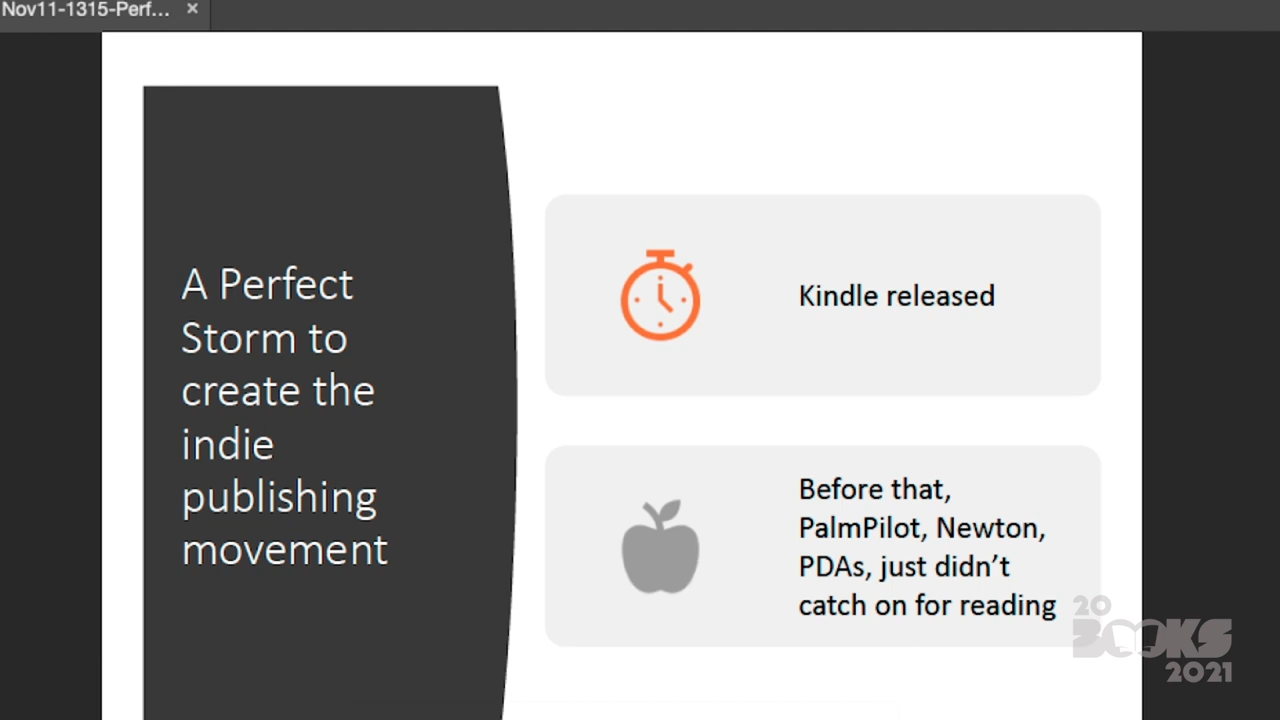 Nov11-1315-Perf... ×
A Perfect
Storm to
create the
indie
publishing
movement
Kindle released
Before that,
PalmPilot, Newton,
PDAs, just didn’t
catch on for reading
20
BOOKS
2021